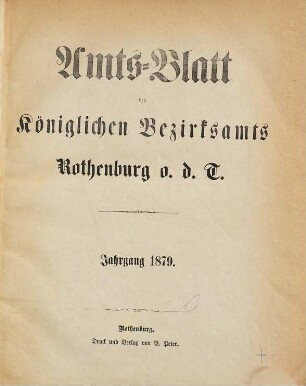 Amts-Blatt
des
Königlichen Bezirksamts
Rothenburg o. d. T.
Jahrgang 1879.
Rothenburg.
Druck und Verlag von P. Peter.